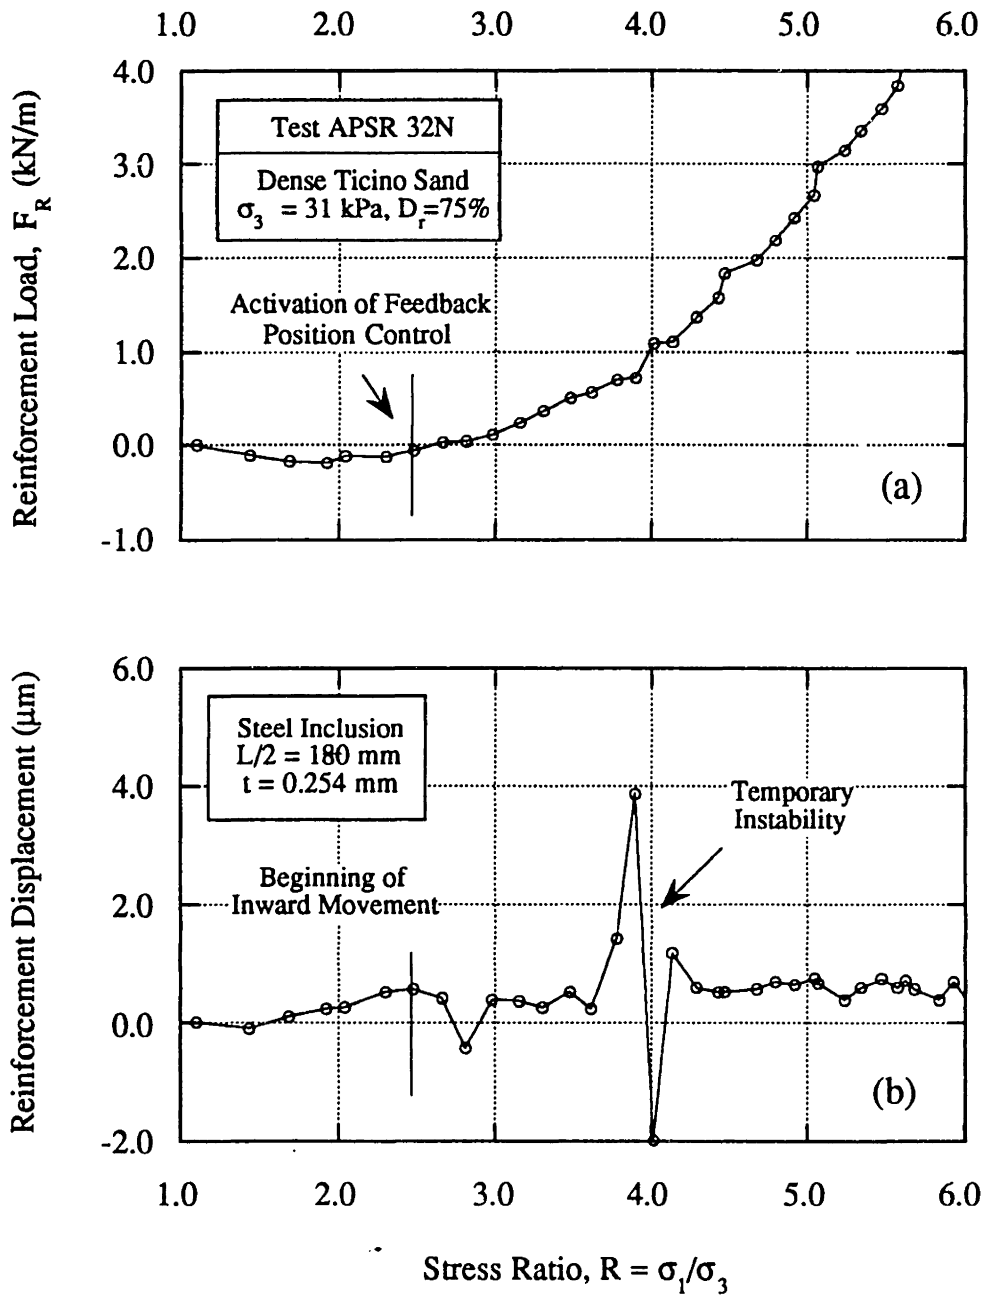 1.0 2.0 3.0 4.0 5.0 6.0
4.0
3.0
2.0
1.0
0.0
-1.0
Reinforcement Load, F_R (kN/m)
Test APSR 32N
Dense Ticino Sand
σ_3 = 31 kPa, D_r=75%
Activation of Feedback
Position Control
(a)
6.0
4.0
2.0
0.0
-2.0
Reinforcement Displacement (μm)
Steel Inclusion
L/2 = 180 mm
t = 0.254 mm
Temporary
Instability
Beginning of
Inward Movement
(b)
1.0 2.0 3.0 4.0 5.0 6.0
Stress Ratio, R = σ_1/σ_3